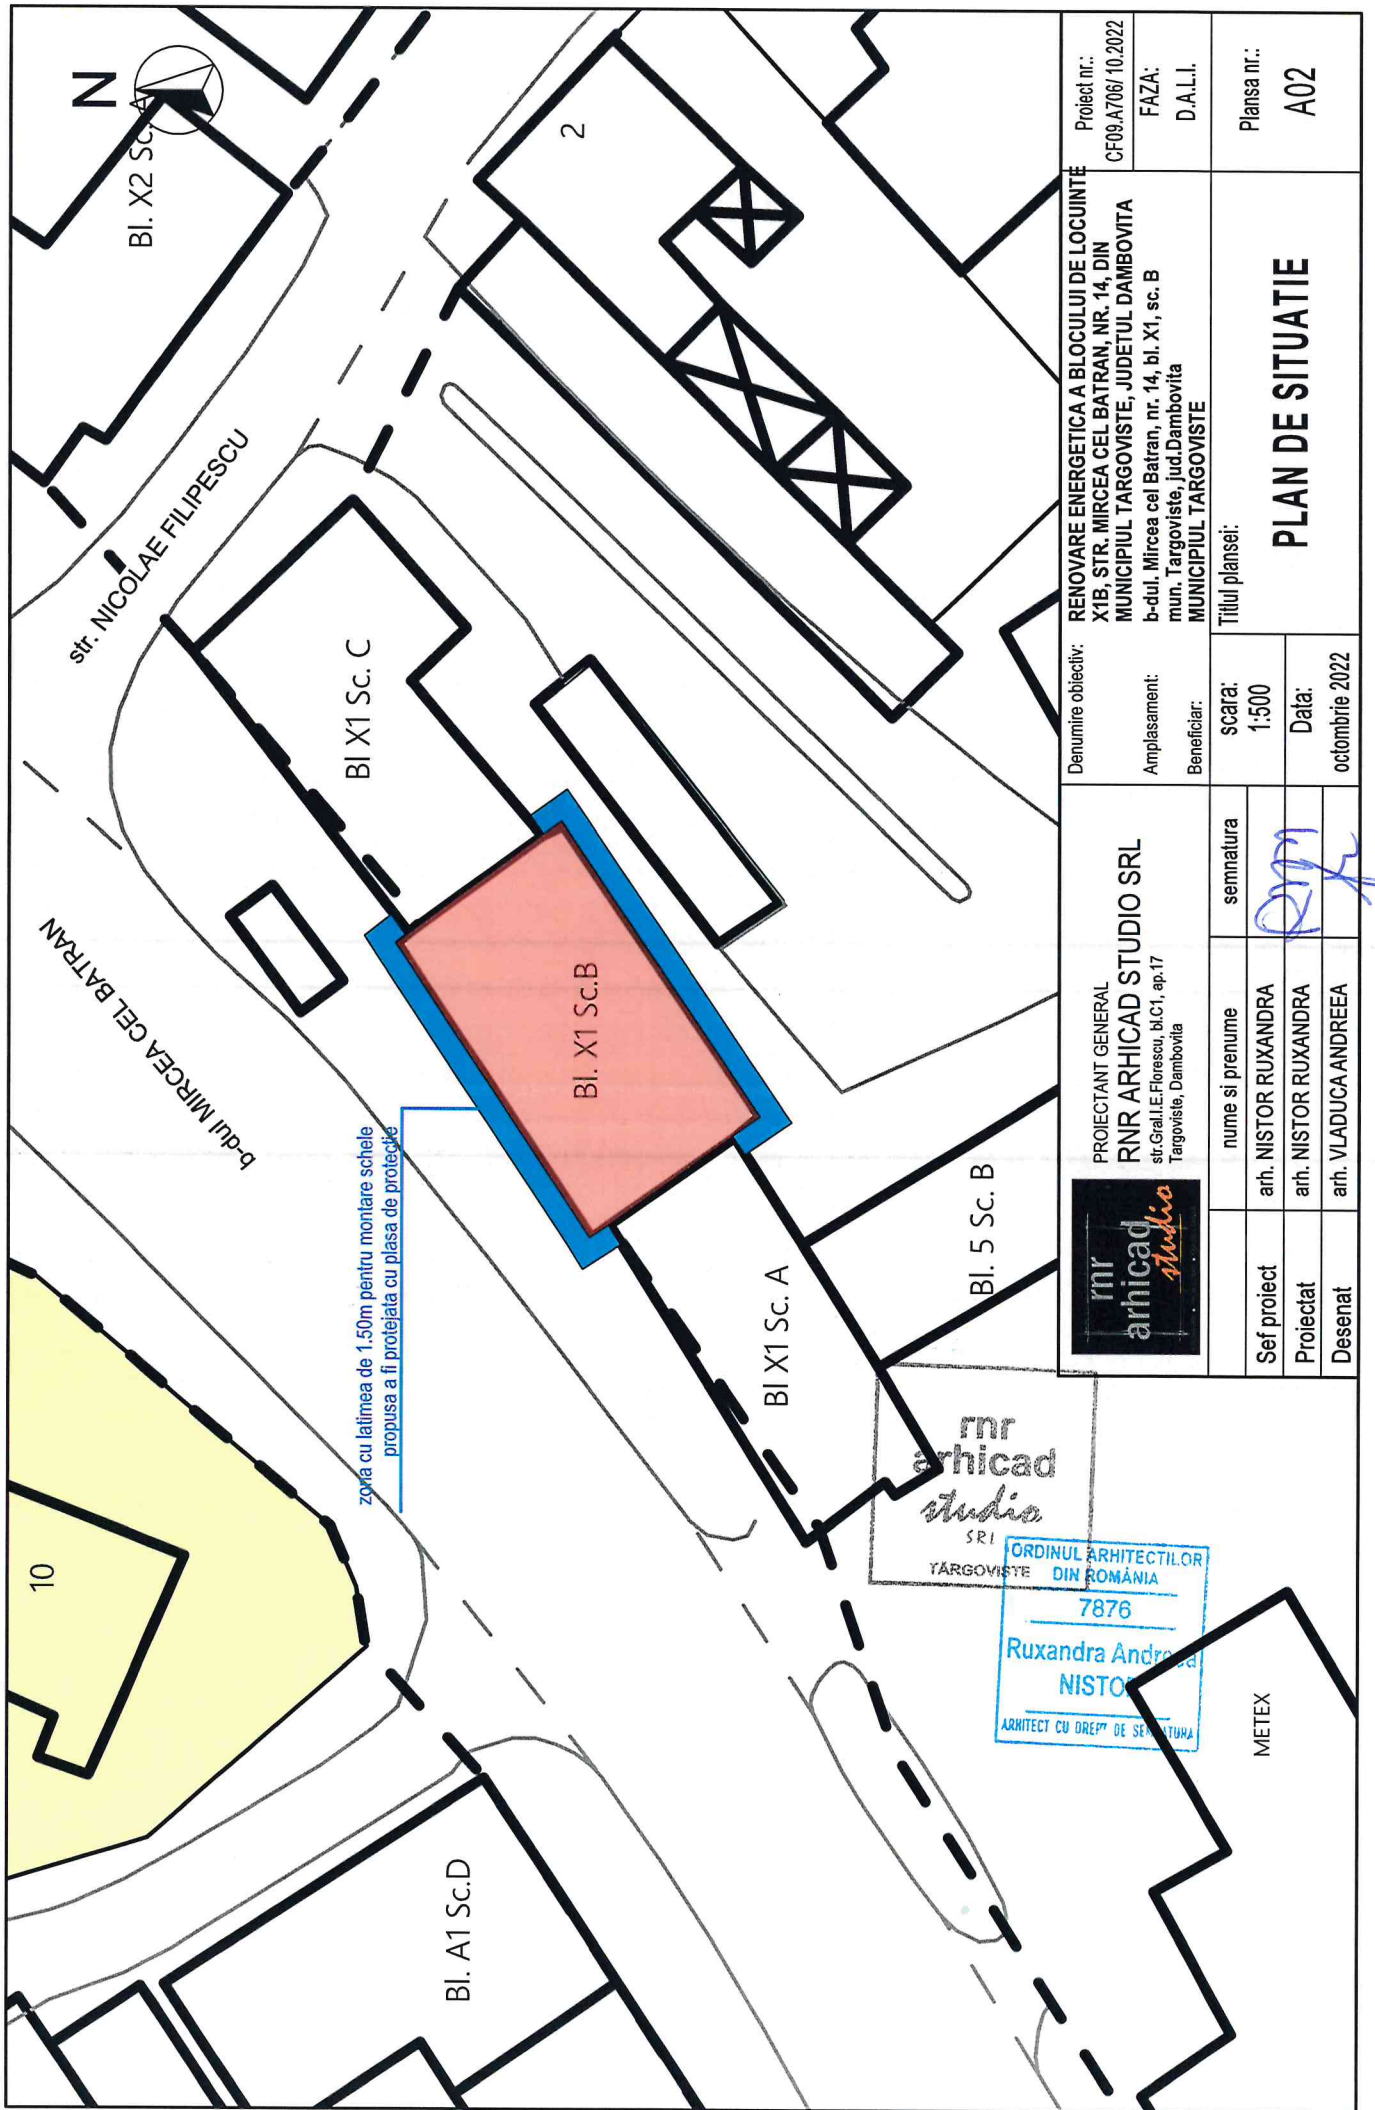 N
Bl. X2 Sc.
2
str. NICOLAE FILIPESCU
b-dul MIRCEA CEL BATRAN
Bl X1 Sc. C
Bl. X1 Sc.B
Bl X1 Sc. A
Bl. 5 Sc. B
10
Bl. A1 Sc.D
METEX
zona cu latimea de 1.50m pentru montare schele
propusa a fi protejata cu plasa de protectie
rnr
arhicad
studio
SRL
TÂRGOVIȘTE
ORDINUL ARHITECTILOR
DIN ROMÂNIA
7876
Ruxandra Andreea
NISTOR
ARHITECT CU DREPT DE SEMNATURA
rnr
arhicad
studio
PROIECTANT GENERAL
RNR ARHICAD STUDIO SRL
str.Gral.I.E.Florescu, bl.C1, ap.17
Targoviste, Dambovita
nume si prenume
semnatura
Sef proiect
arh. NISTOR RUXANDRA
Proiectat
arh. NISTOR RUXANDRA
Desenat
arh. VLADUCA ANDREEA
Denumire obiectiv:
RENOVARE ENERGETICA A BLOCULUI DE LOCUINTE
X1B, STR. MIRCEA CEL BATRAN, NR. 14, DIN
MUNICIPIUL TARGOVISTE, JUDETUL DAMBOVITA
Amplasament:
b-dul. Mircea cel Batran, nr. 14, bl. X1, sc. B
mun. Targoviste, jud.Dambovita
Beneficiar:
MUNICIPIUL TARGOVISTE
scara:
1:500
Data:
octombrie 2022
Titlul plansei:
PLAN DE SITUATIE
Proiect nr.:
CF09.A706/ 10.2022
FAZA:
D.A.L.I.
Plansa nr.:
A02